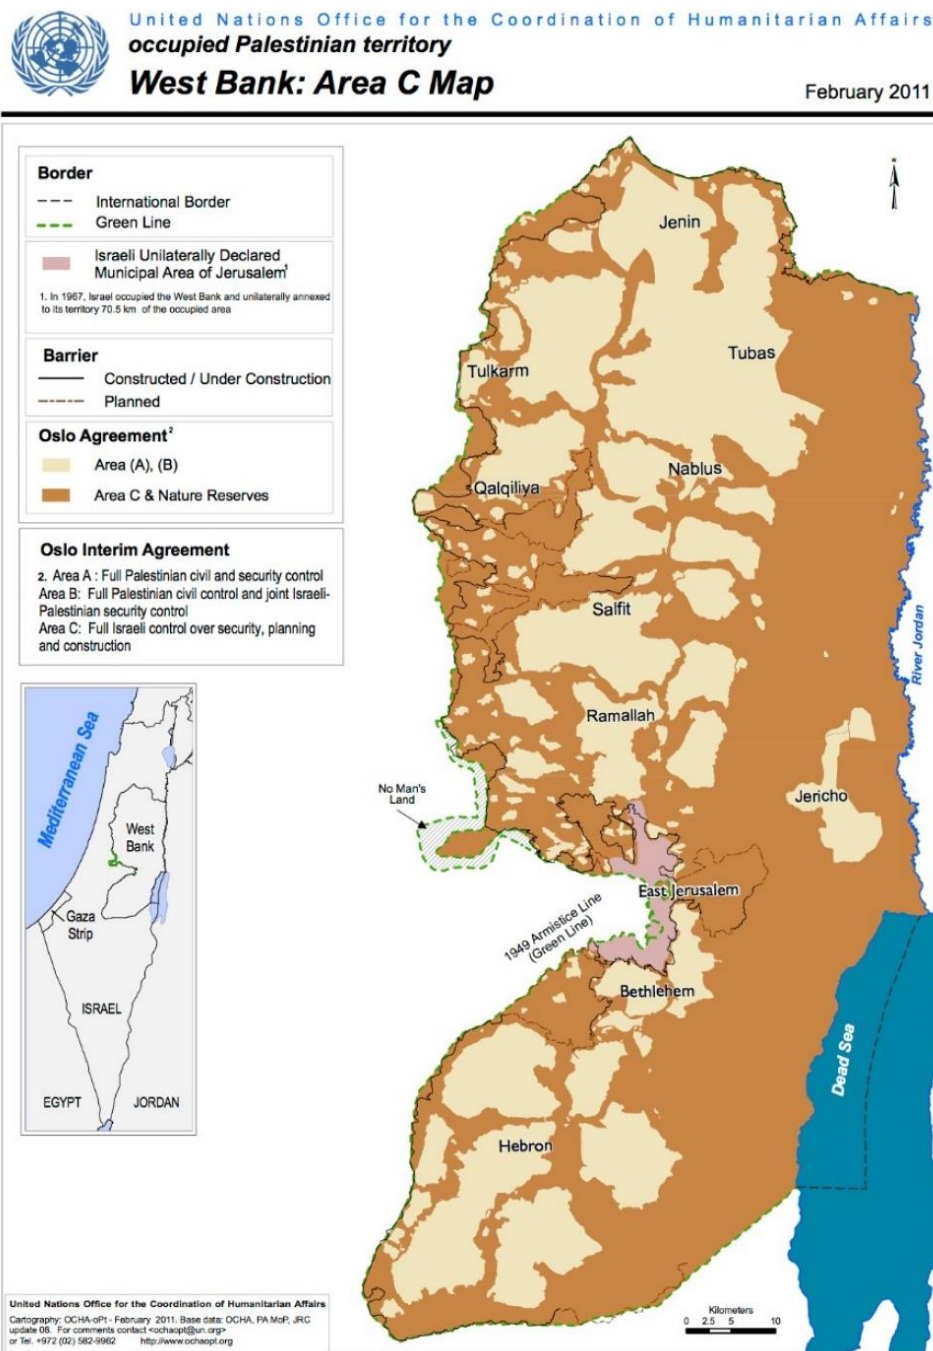 United Nations Office for the Coordination of Humanitarian Affairs
occupied Palestinian territory
West Bank: Area C Map
February 2011
Border
International Border
Green Line
Israeli Unilaterally Declared
Municipal Area of Jerusalem¹
1. In 1967, Israel occupied the West Bank and unilaterally annexed
to its territory 70.5 km of the occupied area
Barrier
Constructed / Under Construction
Planned
Oslo Agreement²
Area (A), (B)
Area C & Nature Reserves
Oslo Interim Agreement
2. Area A : Full Palestinian civil and security control
Area B: Full Palestinian civil control and joint Israeli-
Palestinian security control
Area C: Full Israeli control over security, planning
and construction
Mediterranean Sea
West
Bank
Gaza
Strip
ISRAEL
EGYPT
JORDAN
Jenin
Tubas
Tulkarm
Nablus
Qalqiliya
Salfit
River Jordan
Ramallah
No Man's
Land
Jericho
East Jerusalem
1949 Armistice Line
(Green Line)
Bethlehem
Dead Sea
Hebron
Kilometers
0 2.5 5 10
United Nations Office for the Coordination of Humanitarian Affairs
Cartography: OCHA-oPt - February 2011. Base data: OCHA, PA MoP, JRC
update 08. For comments contact <ochaopt@un.org>
or Tel. +972 (02) 582-9962 http://www.ochaopt.org